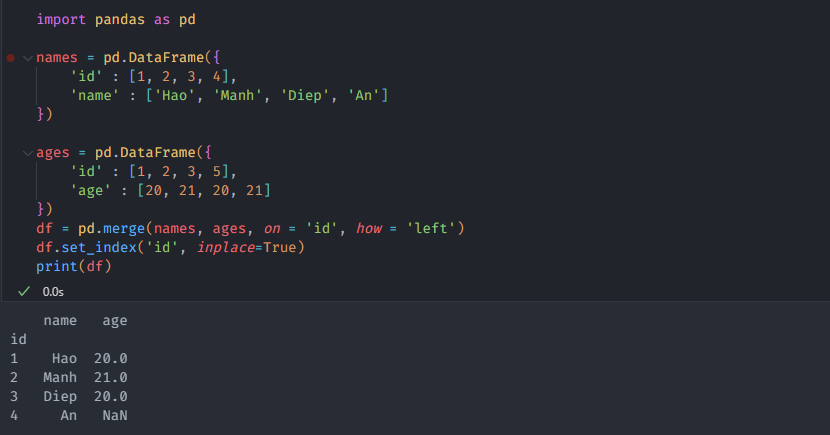 import pandas as pd
names = pd.DataFrame({
    'id' : [1, 2, 3, 4],
    'name' : ['Hao', 'Manh', 'Diep', 'An']
})
ages = pd.DataFrame({
    'id' : [1, 2, 3, 5],
    'age' : [20, 21, 20, 21]
})
df = pd.merge(names, ages, on = 'id', how = 'left')
df.set_index('id', inplace=True)
print(df)
0.0s
    name   age
id
1    Hao  20.0
2   Manh  21.0
3   Diep  20.0
4     An   NaN